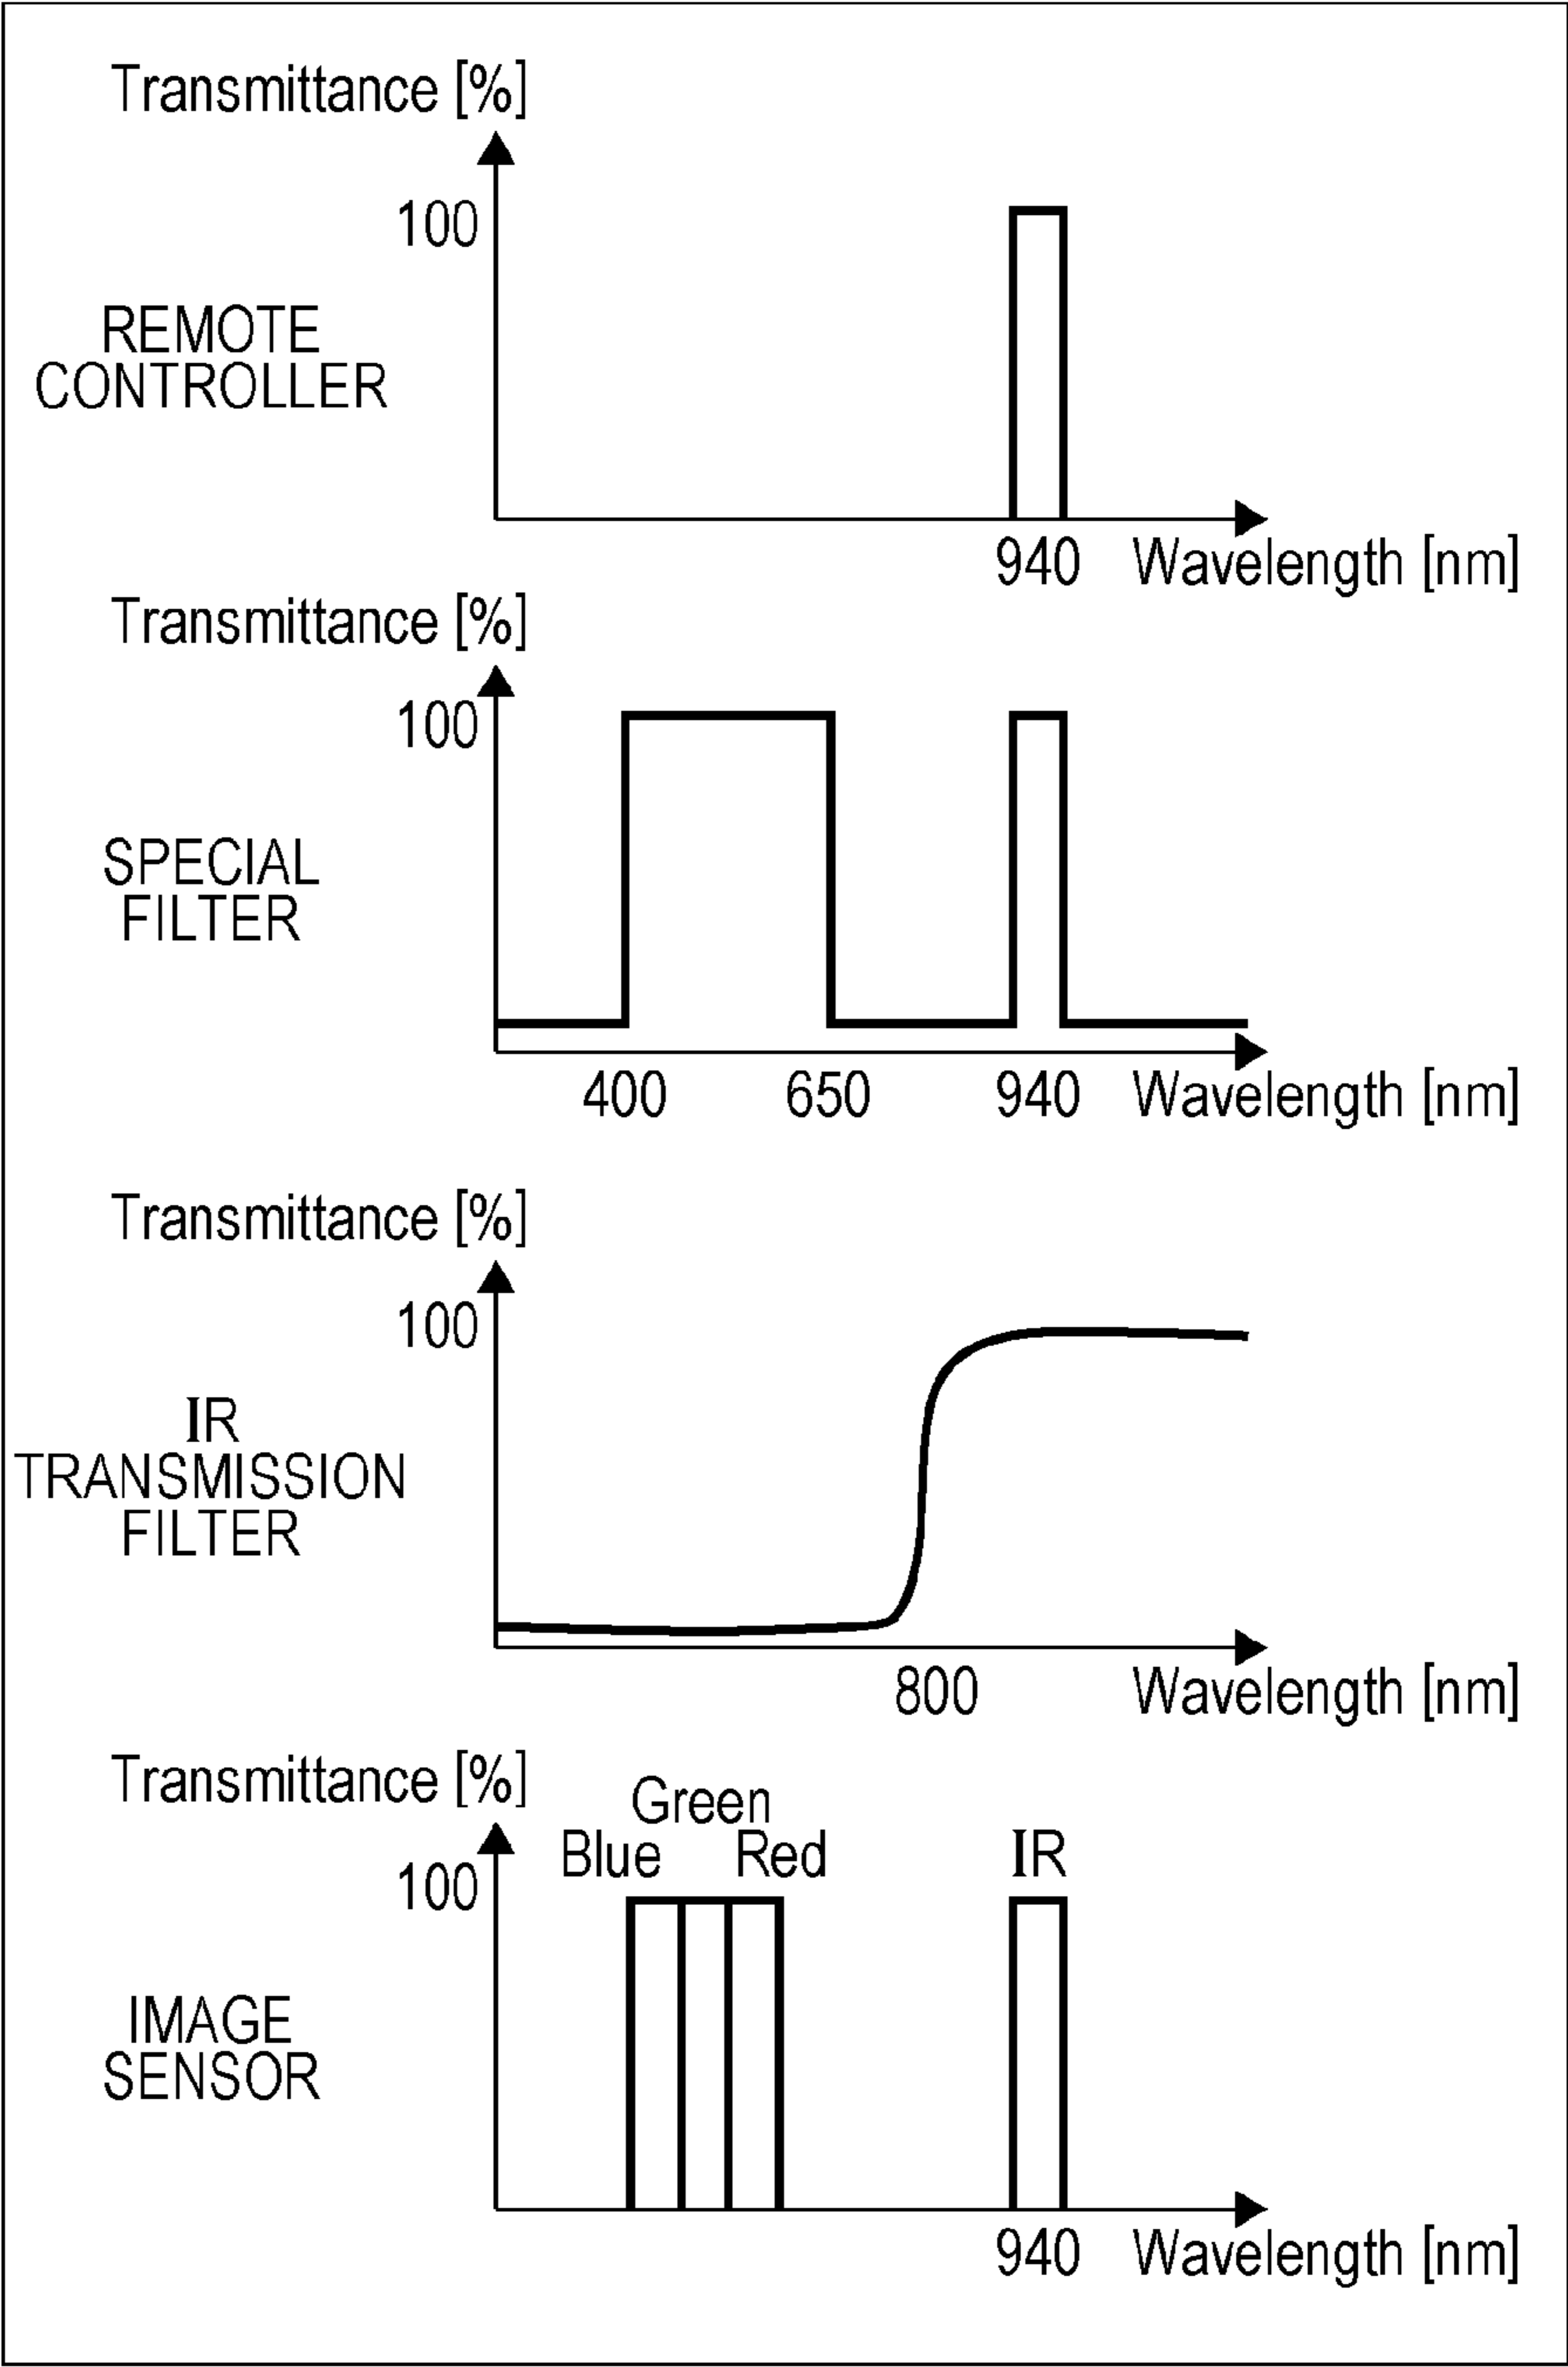 Transmittance [%]
100
REMOTE
CONTROLLER
940 Wavelength [nm]
Transmittance [%]
100
SPECIAL
FILTER
400 650 940 Wavelength [nm]
Transmittance [%]
100
IR
TRANSMISSION
FILTER
800 Wavelength [nm]
Transmittance [%]
Green
Blue Red IR
100
IMAGE
SENSOR
940 Wavelength [nm]